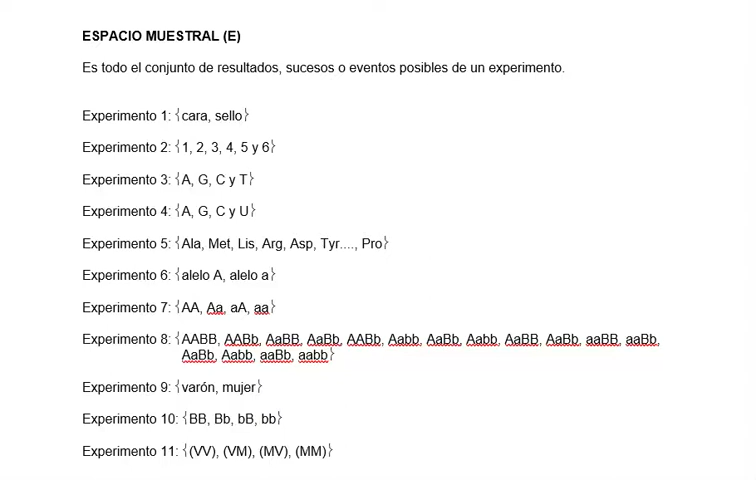 ESPACIO MUESTRAL (E)
Es todo el conjunto de resultados, sucesos o eventos posibles de un experimento.
Experimento 1: {cara, sello}
Experimento 2: {1, 2, 3, 4, 5 y 6}
Experimento 3: {A, G, C y T}
Experimento 4: {A, G, C y U}
Experimento 5: {Ala, Met, Lis, Arg, Asp, Tyr...., Pro}
Experimento 6: {alelo A, alelo a}
Experimento 7: {AA, Aa, aA, aa}
Experimento 8: {AABB, AABb, AaBB, AaBb, AABb, Aabb, AaBb, Aabb, AaBB, AaBb, aaBB, aaBb,
AaBb, Aabb, aaBb, aabb}
Experimento 9: {varón, mujer}
Experimento 10: {BB, Bb, bB, bb}
Experimento 11: {(VV), (VM), (MV), (MM)}